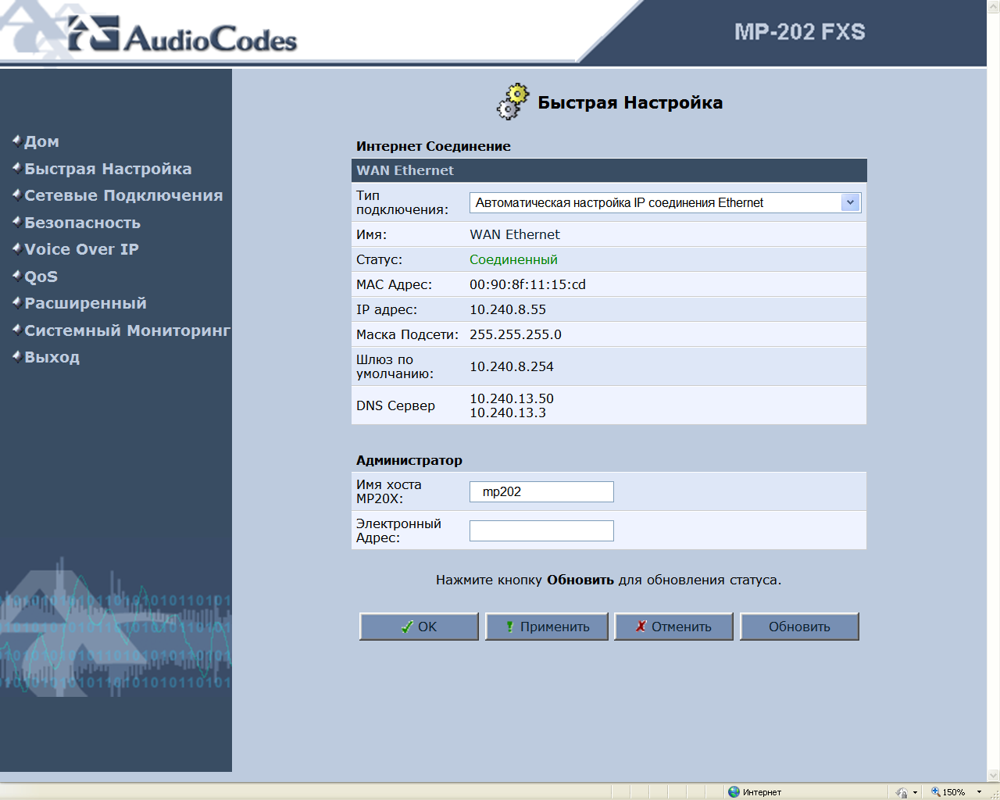 AudioCodes
MP-202 FXS
Дом
Быстрая Настройка
Сетевые Подключения
Безопасность
Voice Over IP
QoS
Расширенный
Системный Мониторинг
Выход
Быстрая Настройка
Интернет Соединение
WAN Ethernet
Тип подключения: Автоматическая настройка IP соединения Ethernet
Имя: WAN Ethernet
Статус: Соединенный
MAC Адрес: 00:90:8f:11:15:cd
IP адрес: 10.240.8.55
Маска Подсети: 255.255.255.0
Шлюз по умолчанию: 10.240.8.254
DNS Сервер 10.240.13.50
10.240.13.3
Администратор
Имя хоста MP20X: mp202
Электронный Адрес:
Нажмите кнопку Обновить для обновления статуса.
OK Применить Отменить Обновить
Интернет 150%